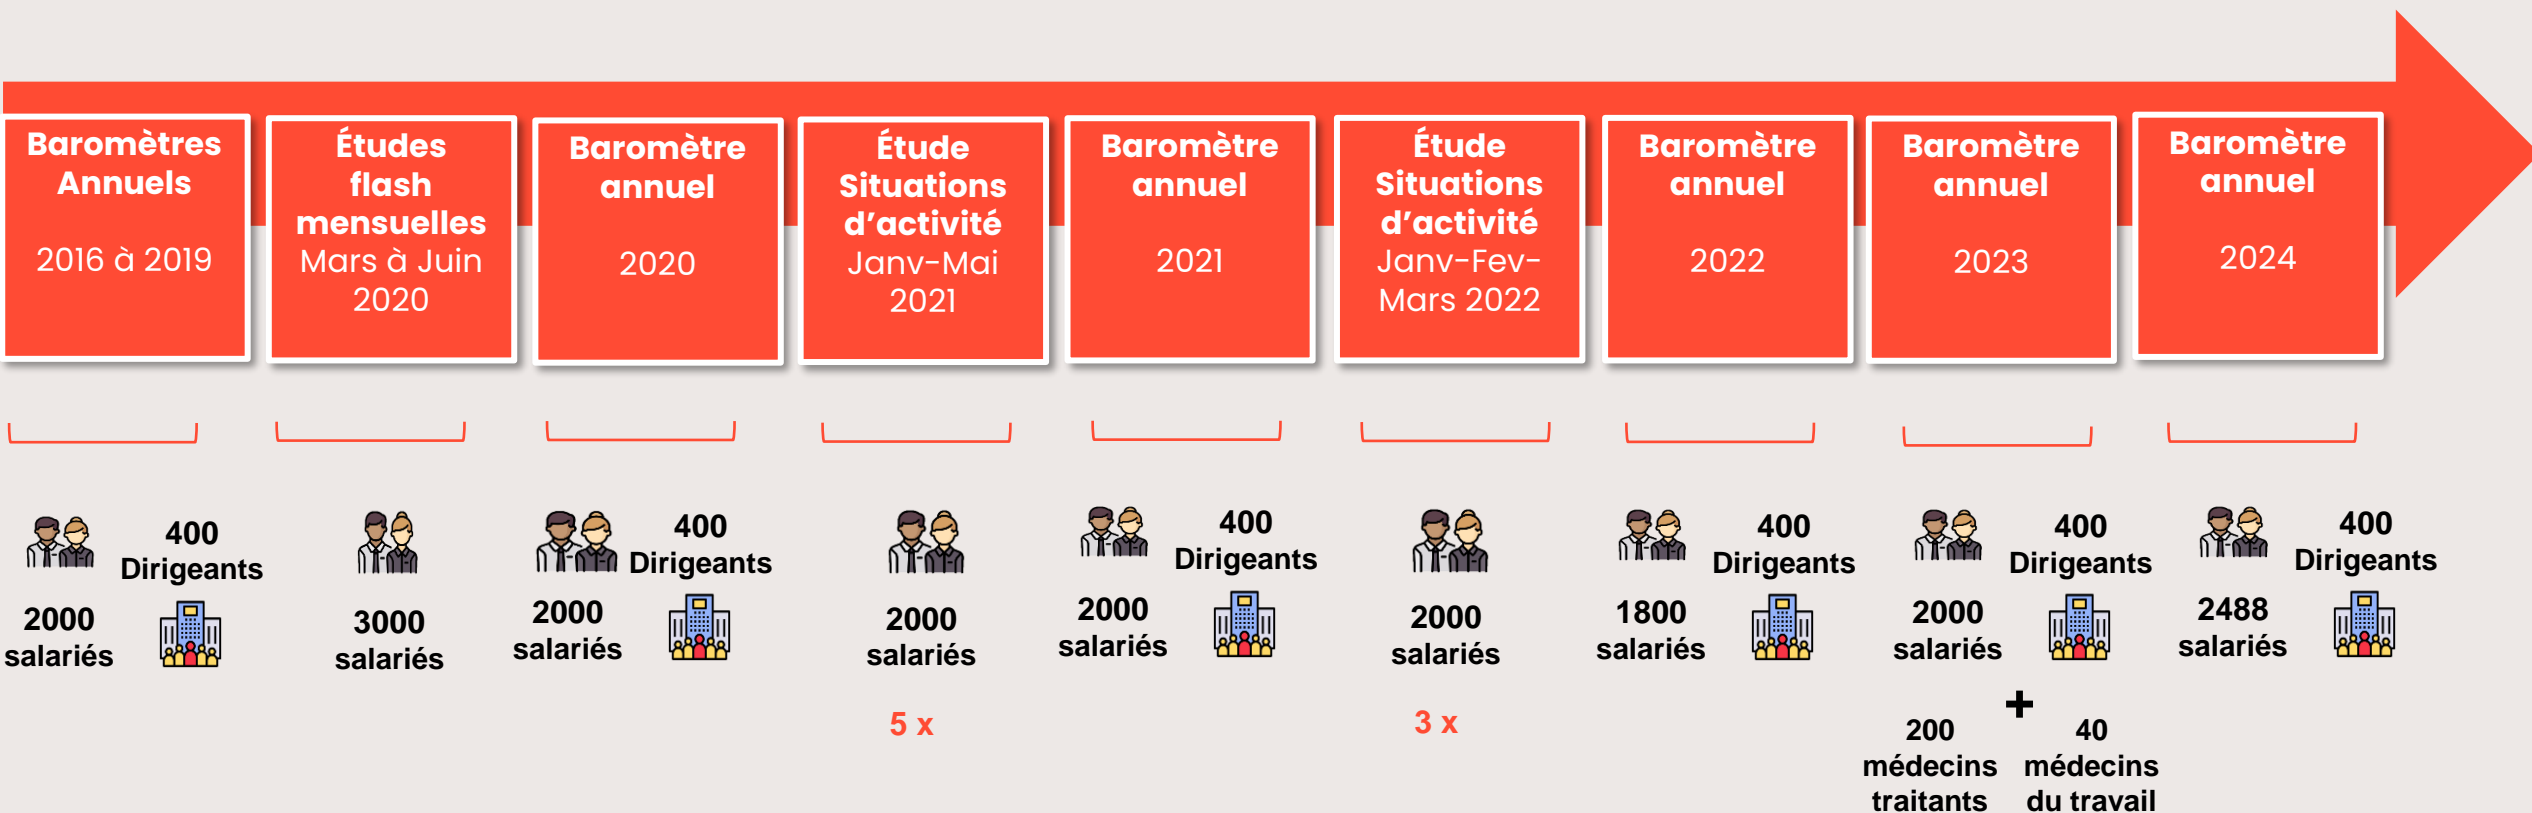 Baromètres
Annuels
2016 à 2019
Études
flash
mensuelles
Mars à Juin
2020
Baromètre
annuel
2020
Étude
Situations
d’activité
Janv-Mai
2021
Baromètre
annuel
2021
Étude
Situations
d’activité
Janv-Fev-
Mars 2022
Baromètre
annuel
2022
Baromètre
annuel
2023
Baromètre
annuel
2024
2000
salariés
400
Dirigeants
3000
salariés
2000
salariés
400
Dirigeants
2000
salariés
5 x
2000
salariés
400
Dirigeants
2000
salariés
3 x
1800
salariés
400
Dirigeants
2000
salariés
400
Dirigeants
+
200
médecins
traitants
40
médecins
du travail
2488
salariés
400
Dirigeants